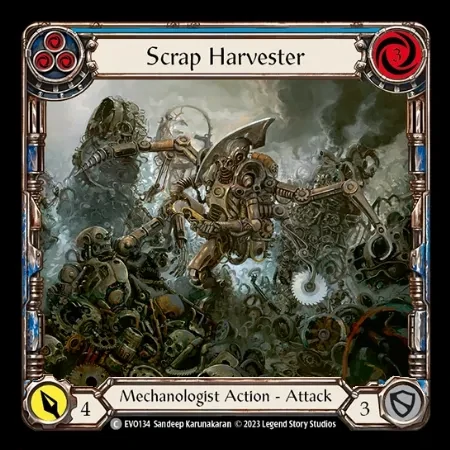 Scrap Harvester
3
Mechanologist Action - Attack
4
3
C EVO134 Sandeep Karunakaran © 2023 Legend Story Studios